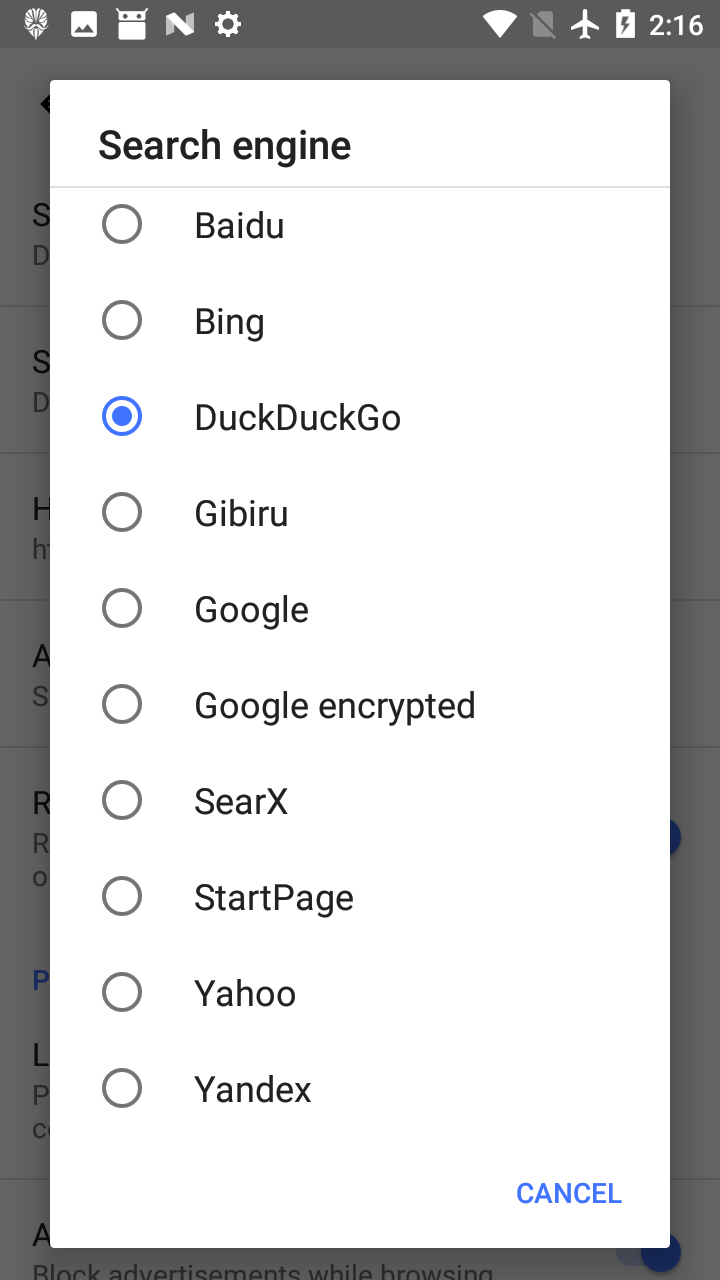 2:16
Search engine
Baidu
Bing
DuckDuckGo
Gibiru
Google
Google encrypted
SearX
StartPage
Yahoo
Yandex
CANCEL
Block advertisements while browsing